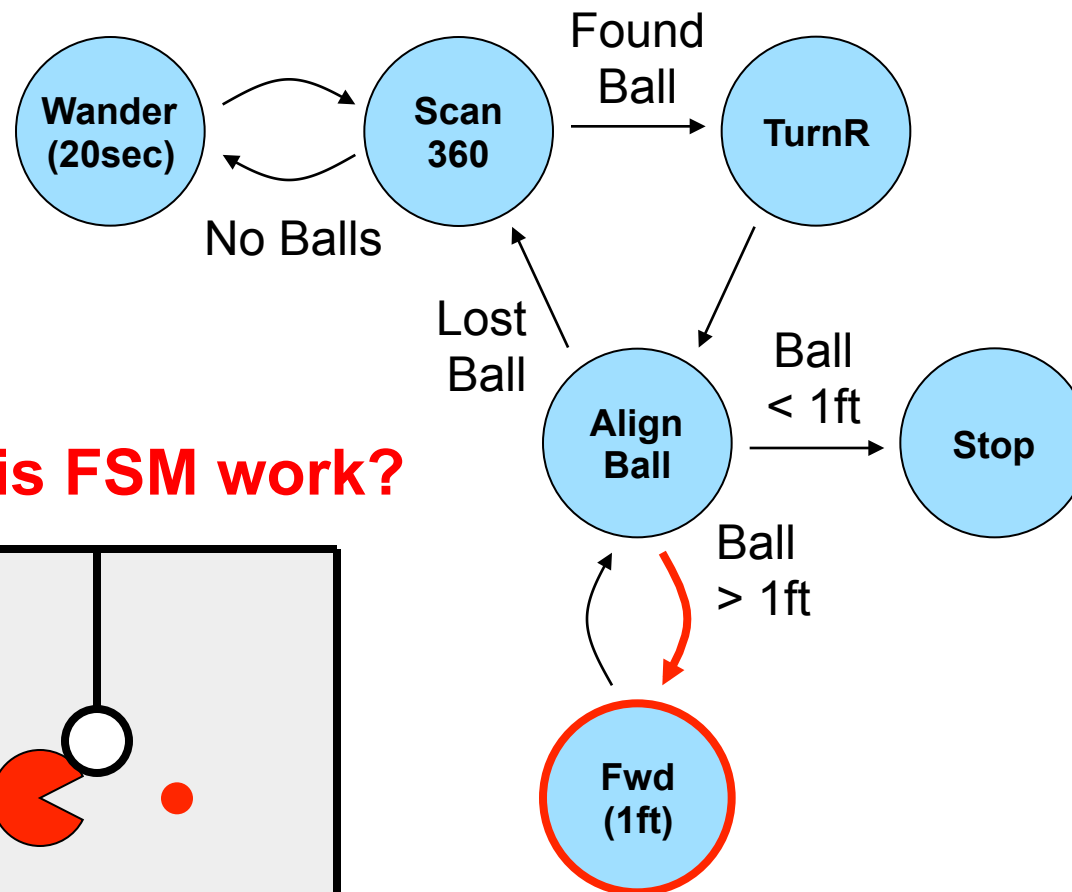 Found
Ball
Wander
(20sec)
Scan
360
TurnR
No Balls
Lost
Ball
Ball
< 1ft
Align
Ball
Stop
is FSM work?
Ball
> 1ft
Fwd
(1ft)